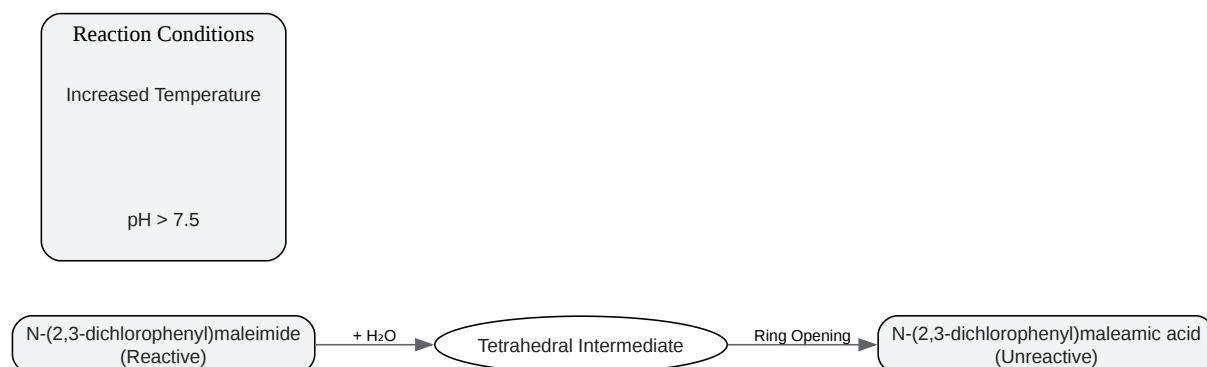 Reaction Conditions
Increased Temperature
pH > 7.5
N-(2,3-dichlorophenyl)maleimide
(Reactive)
+ H₂O
Tetrahedral Intermediate
Ring Opening
N-(2,3-dichlorophenyl)maleamic acid
(Unreactive)